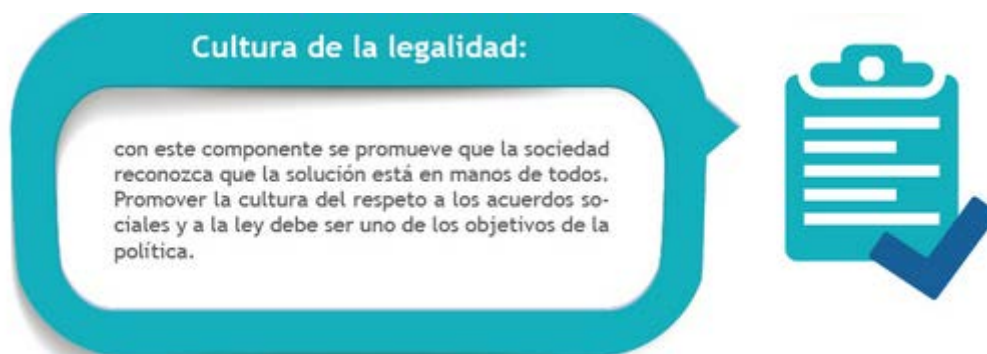 Cultura de la legalidad:
con este componente se promueve que la sociedad
reconozca que la solución está en manos de todos.
Promover la cultura del respeto a los acuerdos so-
ciales y a la ley debe ser uno de los objetivos de la
política.